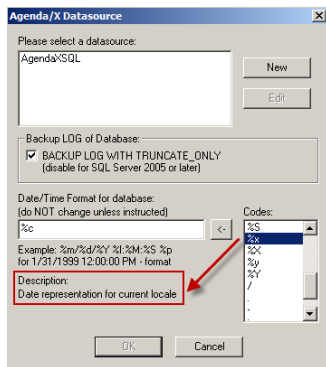 Agenda/X Datasource
Please select a datasource:
AgendaXSQL
New
Edit
Backup LOG of Database:
BACKUP LOG WITH TRUNCATE_ONLY
(disable for SQL Server 2005 or later)
Date/Time Format for database:
(do NOT change unless instructed)
Codes:
%c
<-
%S
%x
%X
%y
%Y
/
.
-
Example: %m/%d/%Y %I:%M:%S %p
for 1/31/1999 12:00:00 PM - format
Description:
Date representation for current locale
OK
Cancel